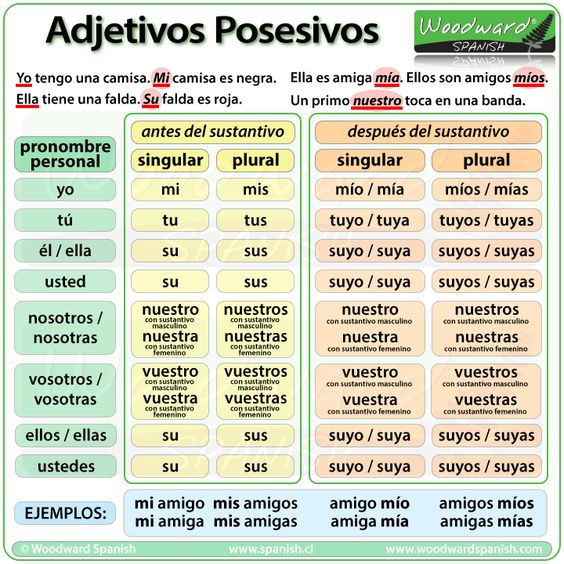 Adjetivos Posesivos
Woodward®
SPANISH
Yo tengo una camisa. Mi camisa es negra.
Ella tiene una falda. Su falda es roja.
Ella es amiga mía. Ellos son amigos míos.
Un primo nuestro toca en una banda.
pronombre personal
antes del sustantivo
después del sustantivo
singular plural singular plural
yo mi mis mío / mía míos / mías
tú tu tus tuyo / tuya tuyos / tuyas
él / ella su sus suyo / suya suyos / suyas
usted su sus suyo / suya suyos / suyas
nosotros / nosotras
nuestro nuestros nuestro nuestros
con sustantivo masculino con sustantivo masculino con sustantivo masculino con sustantivo masculino
nuestra nuestras nuestra nuestras
con sustantivo femenino con sustantivo femenino con sustantivo femenino con sustantivo femenino
vosotros / vosotras
vuestro vuestros vuestro vuestros
con sustantivo masculino con sustantivo masculino con sustantivo masculino con sustantivo masculino
vuestra vuestras vuestra vuestras
con sustantivo femenino con sustantivo femenino con sustantivo femenino con sustantivo femenino
ellos / ellas su sus suyo / suya suyos / suyas
ustedes su sus suyo / suya suyos / suyas
EJEMPLOS:
mi amigo mis amigos amigo mío amigos míos
mi amiga mis amigas amiga mía amigas mías
© Woodward Spanish www.spanish.cl www.woodwardspanish.com